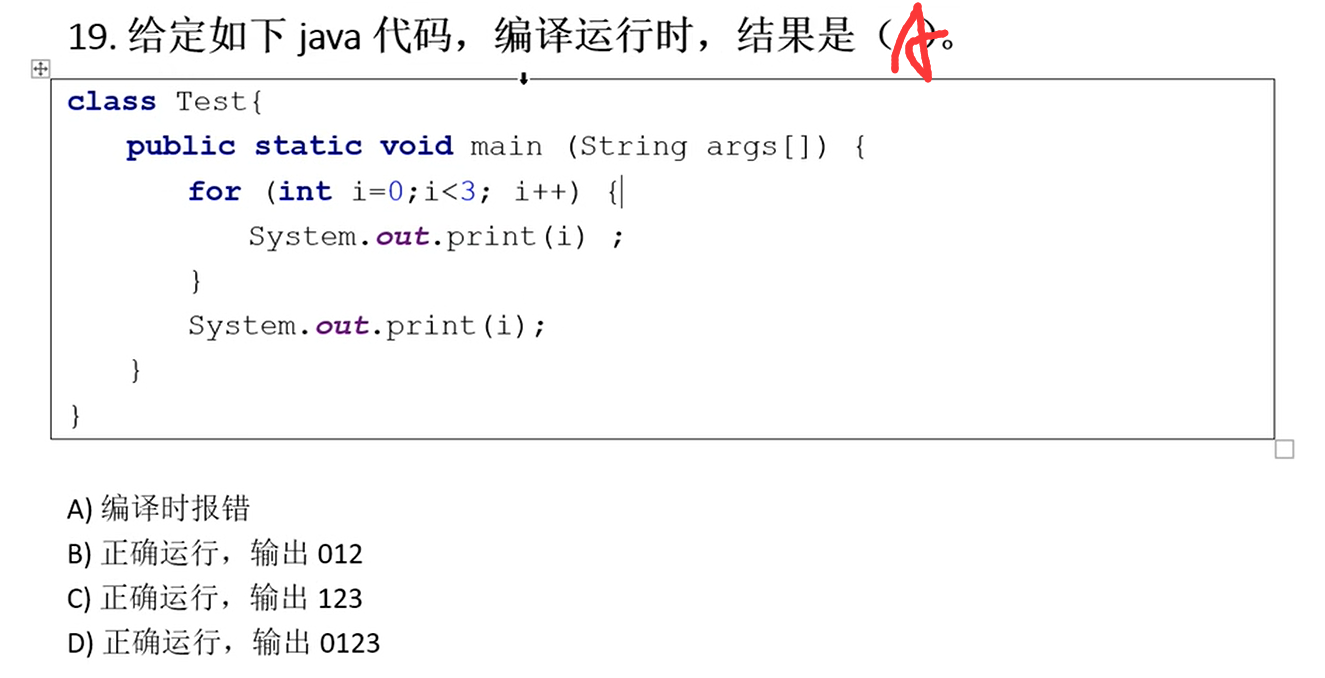 19. 给定如下 java 代码，编译运行时，结果是（A）。
class Test{
public static void main (String args[]) {
for (int i=0;i<3; i++) {
System.out.print(i) ;
}
System.out.print(i);
}
}
A) 编译时报错
B) 正确运行，输出 012
C) 正确运行，输出 123
D) 正确运行，输出 0123